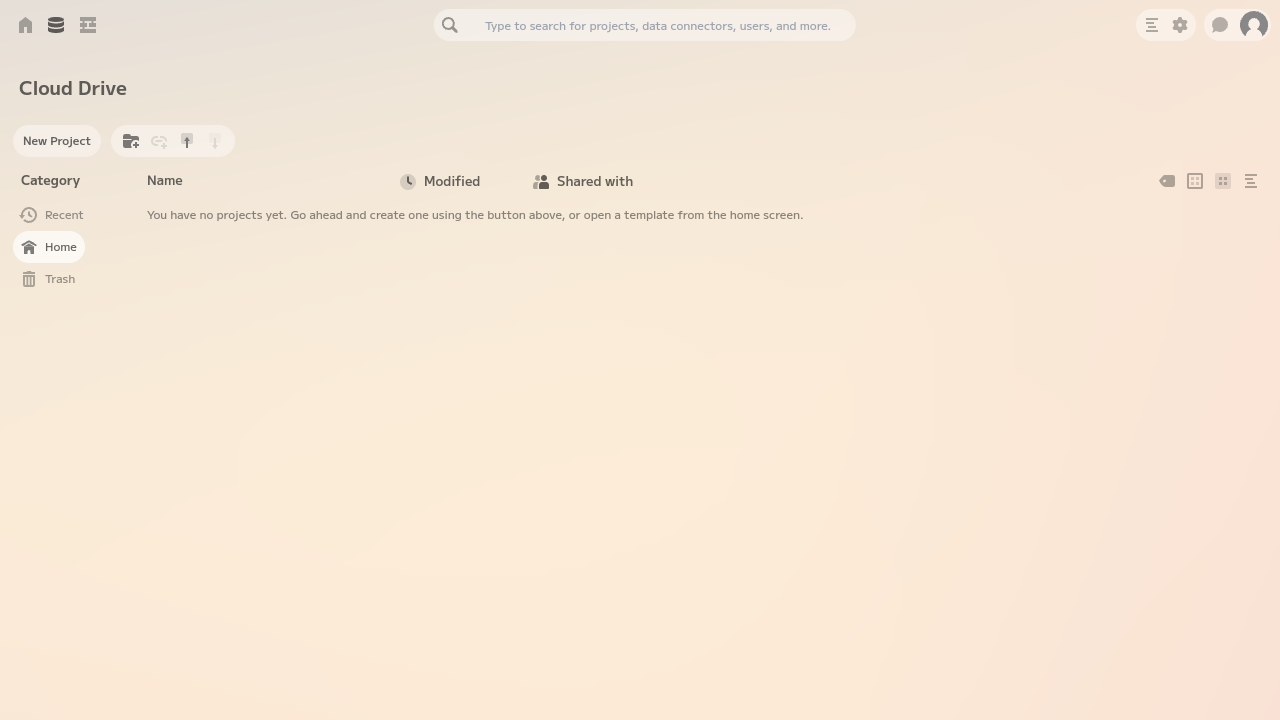 Type to search for projects, data connectors, users, and more.
Cloud Drive
New Project
Category
Name
Modified
Shared with
Recent
You have no projects yet. Go ahead and create one using the button above, or open a template from the home screen.
Home
Trash